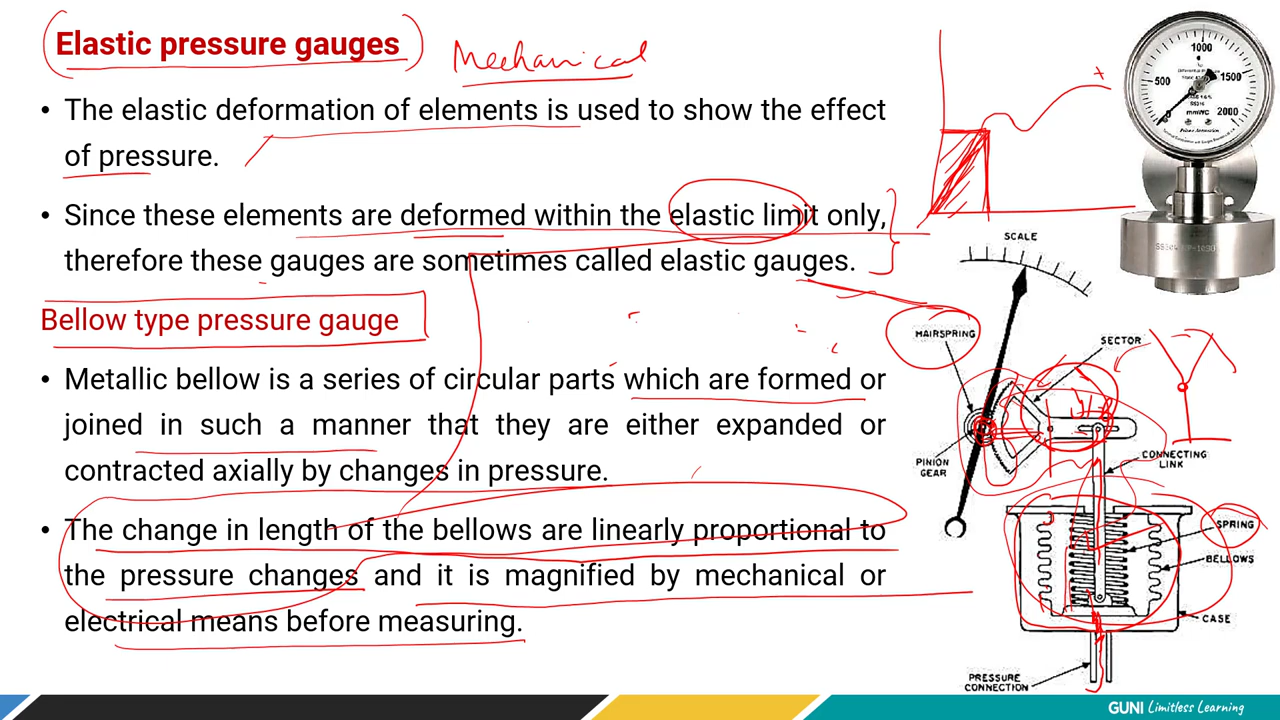 Elastic pressure gauges
Mechanical
• The elastic deformation of elements is used to show the effect
of pressure.
• Since these elements are deformed within the elastic limit only,
therefore these gauges are sometimes called elastic gauges.
Bellow type pressure gauge
• Metallic bellow is a series of circular parts which are formed or
joined in such a manner that they are either expanded or
contracted axially by changes in pressure.
• The change in length of the bellows are linearly proportional to
the pressure changes and it is magnified by mechanical or
electrical means before measuring.
500
1000
1500
2000
0
mmWC
SCALE
HAIRSPRING
SECTOR
PINION
GEAR
CONNECTING
LINK
SPRING
BELLOWS
CASE
PRESSURE
CONNECTION
GUNI Limitless Learning